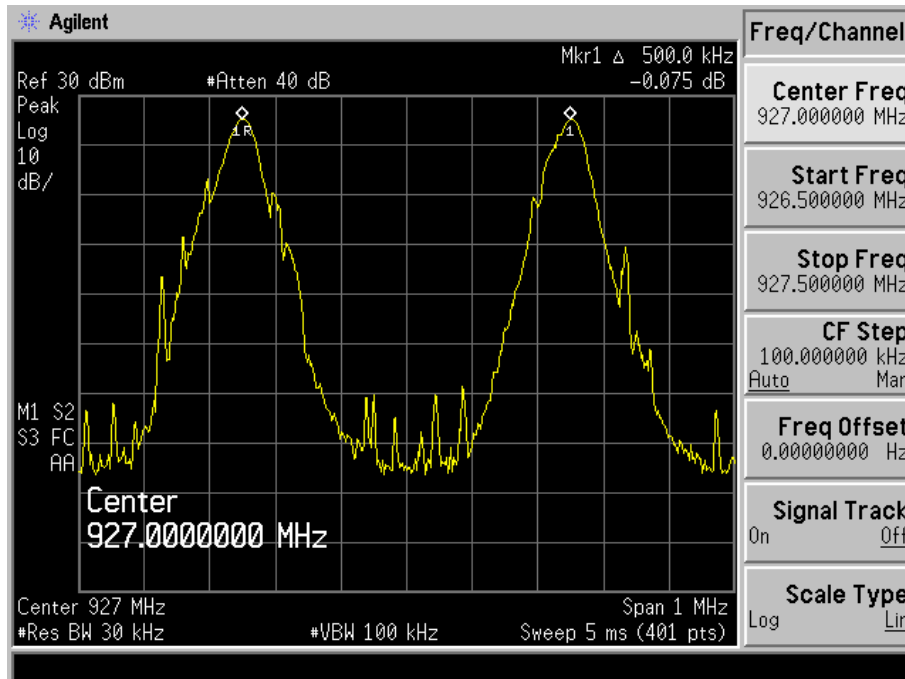 Agilent
Freq/Channel
Mkr1 Δ 500.0 kHz
Ref 30 dBm #Atten 40 dB -0.075 dB
Peak
Log
10
dB/
1R
1
M1 S2
S3 FC
AA
Center
927.0000000 MHz
Center 927 MHz Span 1 MHz
#Res BW 30 kHz #VBW 100 kHz Sweep 5 ms (401 pts)
Center Freq
927.000000 MHz
Start Freq
926.500000 MHz
Stop Freq
927.500000 MHz
CF Step
100.000000 kHz
Auto Man
Freq Offset
0.00000000 Hz
Signal Track
On Off
Scale Type
Log Lin